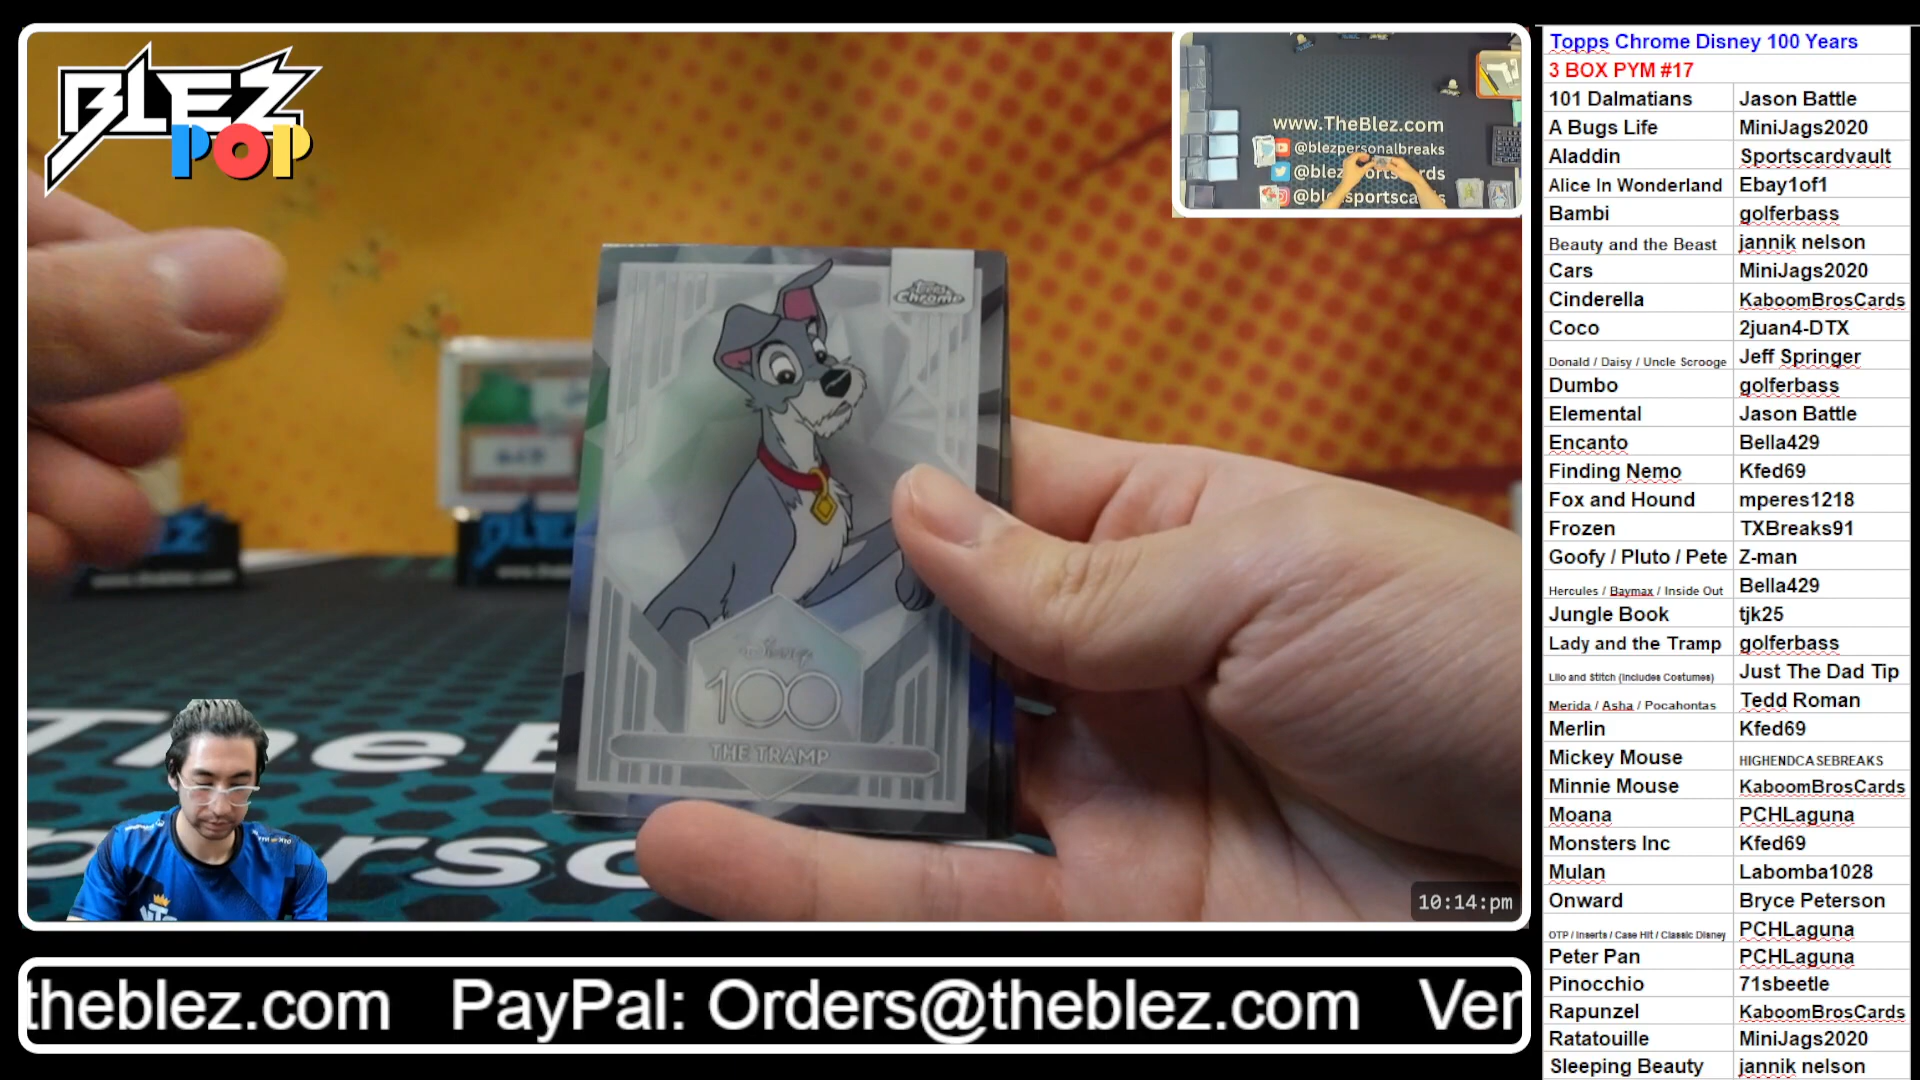 BLEZ
POP
www.TheBlez.com
@blezpersonalbreaks
Topps
Chrome
Disney
100
THE TRAMP
10:14:pm
theblez.com PayPal: Orders@theblez.com
Topps Chrome Disney 100 Years
3 BOX PYM #17
101 Dalmatians Jason Battle
A Bugs Life MiniJags2020
Aladdin Sportscardvault
Alice In Wonderland Ebay1of1
Bambi golferbass
Beauty and the Beast jannik nelson
Cars MiniJags2020
Cinderella KaboomBrosCards
Coco 2juan4-DTX
Donald / Daisy / Uncle Scrooge Jeff Springer
Dumbo golferbass
Elemental Jason Battle
Encanto Bella429
Finding Nemo Kfed69
Fox and Hound mperes1218
Frozen TXBreaks91
Goofy / Pluto / Pete Z-man
Hercules / Baymax / Inside Out Bella429
Jungle Book tjk25
Lady and the Tramp golferbass
Lilo and Stitch (Includes Costumes) Just The Dad Tip
Merida / Asha / Pocahontas Tedd Roman
Merlin Kfed69
Mickey Mouse HIGHENDCASEBREAKS
Minnie Mouse KaboomBrosCards
Moana PCHLaguna
Monsters Inc Kfed69
Mulan Labomba1028
Onward Bryce Peterson
OTP / Inserts / Case Hit / Classic Disney PCHLaguna
Peter Pan PCHLaguna
Pinocchio 71sbeetle
Rapunzel KaboomBrosCards
Ratatouille MiniJags2020
Sleeping Beauty jannik nelson